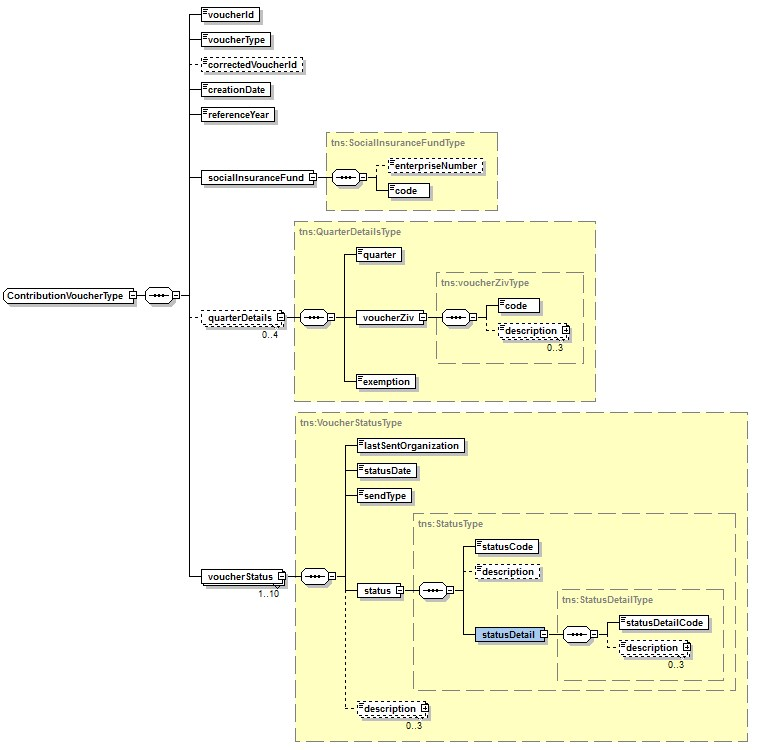 voucherId
voucherType
correctedVoucherId
creationDate
referenceYear
tns:SocialInsuranceFundType
enterpriseNumber
socialInsuranceFund
code
tns:QuarterDetailsType
quarter
tns:voucherZivType
ContributionVoucherType
code
quarterDetails
voucherZiv
description
0..4
0..3
exemption
tns:VoucherStatusType
lastSentOrganization
statusDate
sendType
tns:StatusType
statusCode
description
voucherStatus
1..10
status
tns:StatusDetailType
statusDetailCode
statusDetail
description
0..3
description
0..3